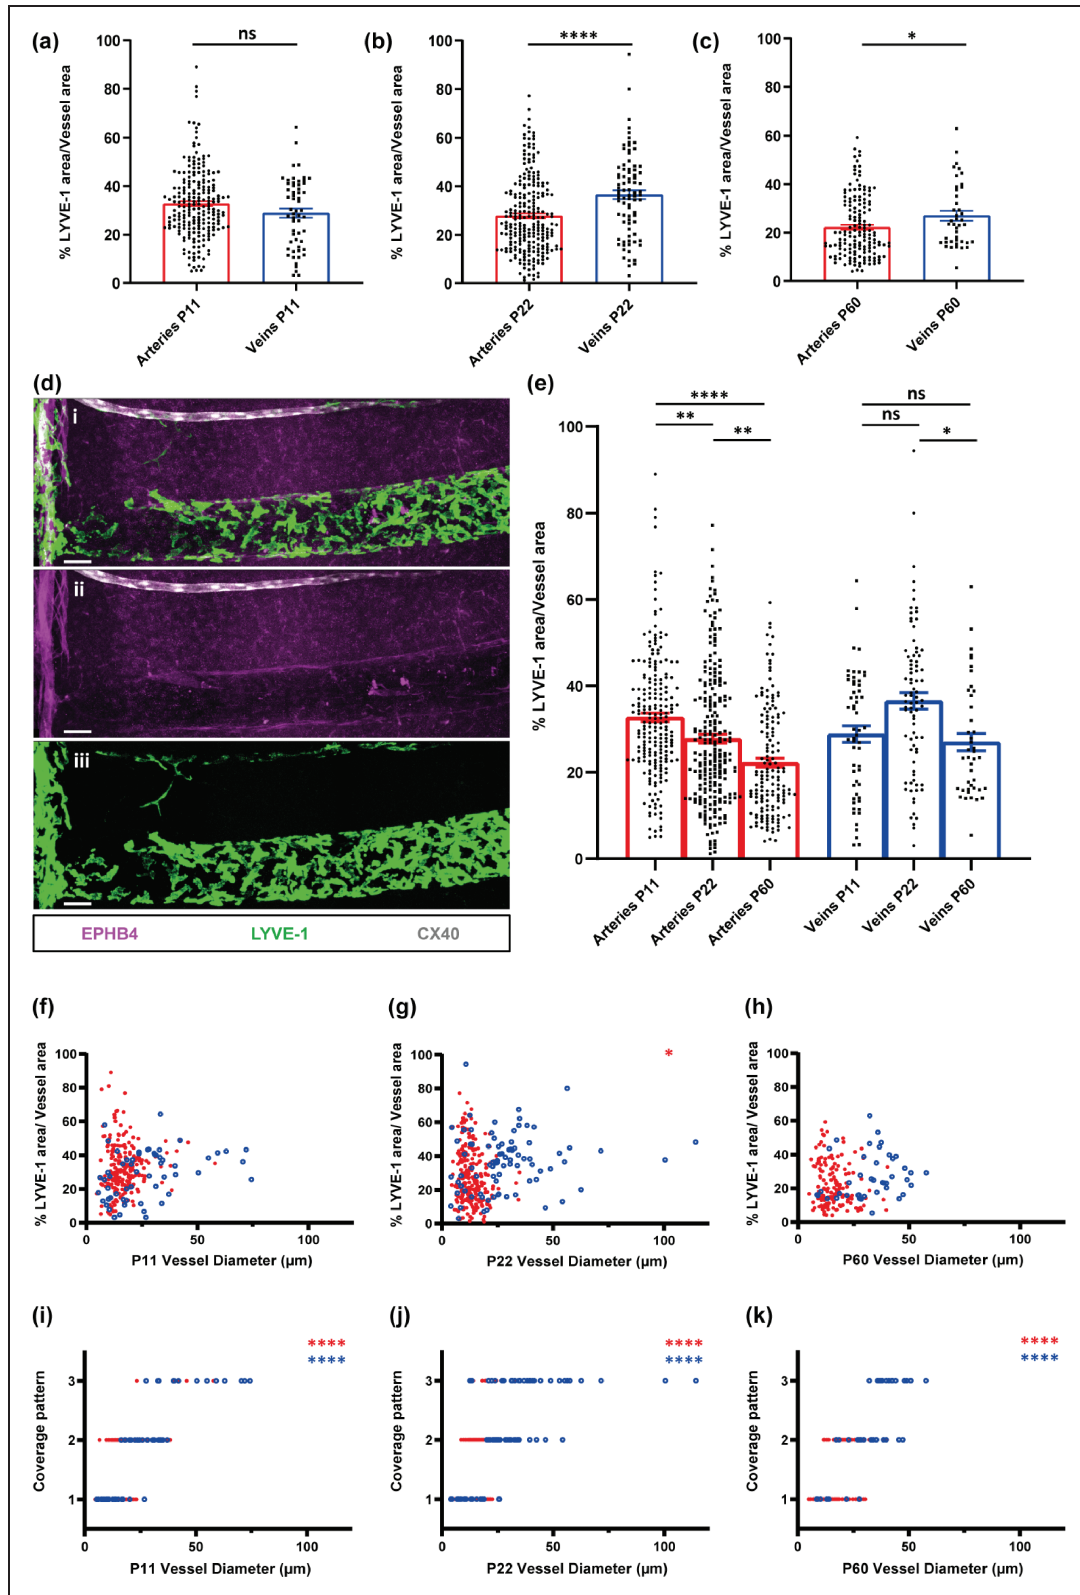 (a)
ns
% LYVE-1 area/Vessel area
100
80
60
40
20
0
Arteries P11
Veins P11
(b)
****
% LYVE-1 area/Vessel area
100
80
60
40
20
0
Arteries P22
Veins P22
(c)
*
% LYVE-1 area/Vessel area
100
80
60
40
20
0
Arteries P60
Veins P60
(d)
i
ii
iii
EPHB4 LYVE-1 CX40
(e)
****
** **
ns
ns *
% LYVE-1 area/Vessel area
100
80
60
40
20
0
Arteries P11
Arteries P22
Arteries P60
Veins P11
Veins P22
Veins P60
(f)
% LYVE-1 area/ Vessel area
100
80
60
40
20
0
0 50 100
P11 Vessel Diameter (µm)
(g)
*
% LYVE-1 area/ Vessel area
100
80
60
40
20
0
0 50 100
P22 Vessel Diameter (µm)
(h)
% LYVE-1 area/ Vessel area
100
80
60
40
20
0
0 50 100
P60 Vessel Diameter (µm)
(i)
****
****
Coverage pattern
3
2
1
0 50 100
P11 Vessel Diameter (µm)
(j)
****
****
Coverage pattern
3
2
1
0 50 100
P22 Vessel Diameter (µm)
(k)
****
****
Coverage pattern
3
2
1
0 50 100
P60 Vessel Diameter (µm)